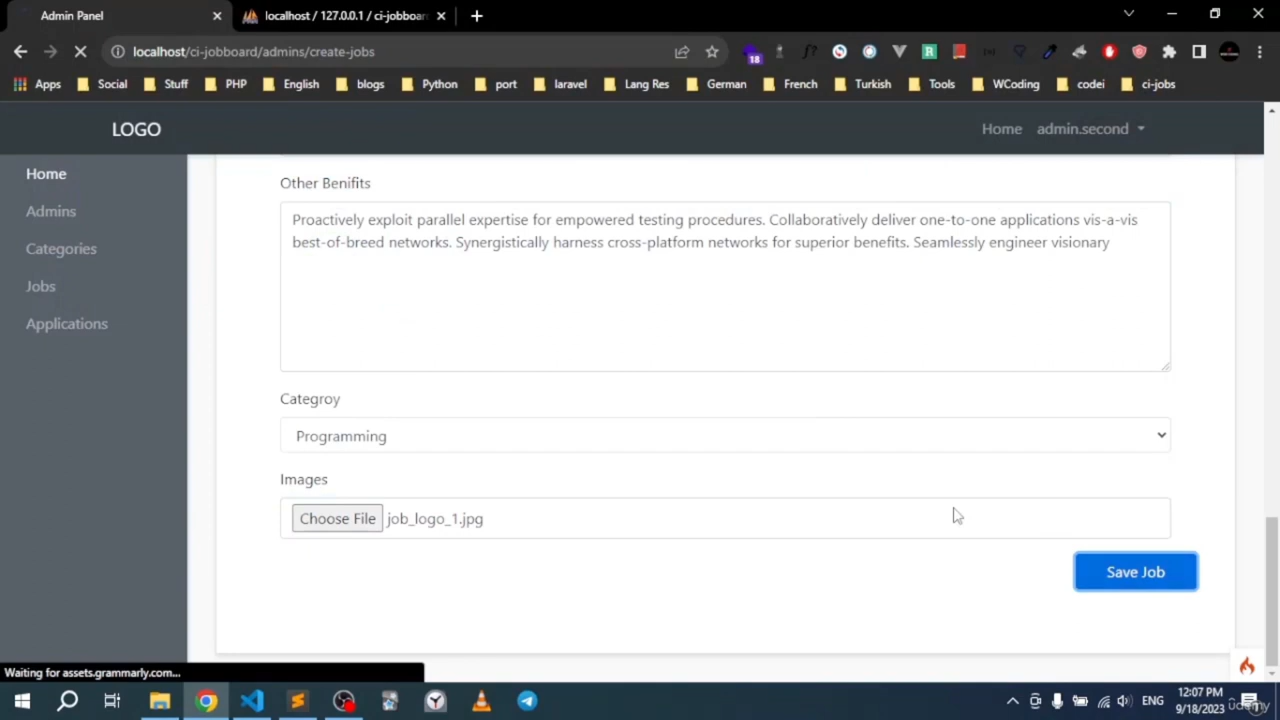 Admin Panel
localhost / 127.0.0.1 / ci-jobboard
localhost/ci-jobboard/admins/create-jobs
18
Apps
Social
Stuff
PHP
English
blogs
Python
port
laravel
Lang Res
German
French
Turkish
Tools
WCoding
codei
ci-jobs
LOGO
Home
admin.second
Home
Admins
Categories
Jobs
Applications
Other Benifits
Proactively exploit parallel expertise for empowered testing procedures. Collaboratively deliver one-to-one applications vis-a-vis
best-of-breed networks. Synergistically harness cross-platform networks for superior benefits. Seamlessly engineer visionary
Categroy
Programming
Images
Choose File job_logo_1.jpg
Save Job
Waiting for assets.grammarly.com...
ENG
12:07 PM
9/18/2023
udemy